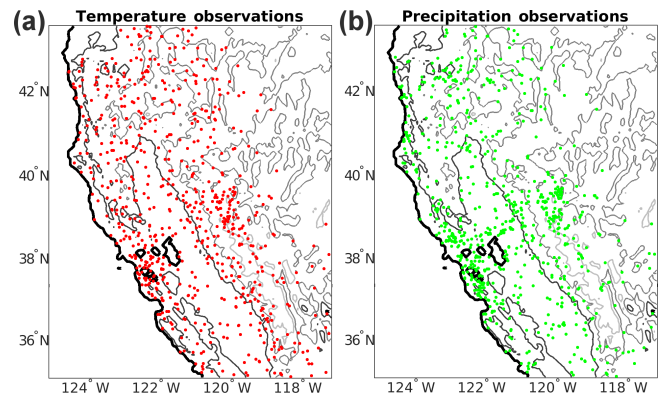 (a) Temperature observations
(b) Precipitation observations
42°N
40°N
38°N
36°N
124°W 122°W 120°W 118°W
42°N
40°N
38°N
36°N
124°W 122°W 120°W 118°W